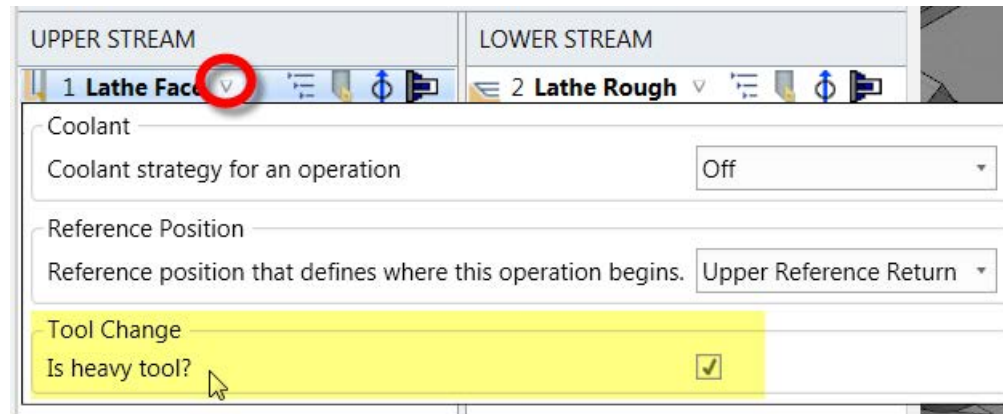 UPPER STREAM LOWER STREAM
1 Lathe Face 2 Lathe Rough
Coolant
Coolant strategy for an operation Off
Reference Position
Reference position that defines where this operation begins. Upper Reference Return
Tool Change
Is heavy tool?